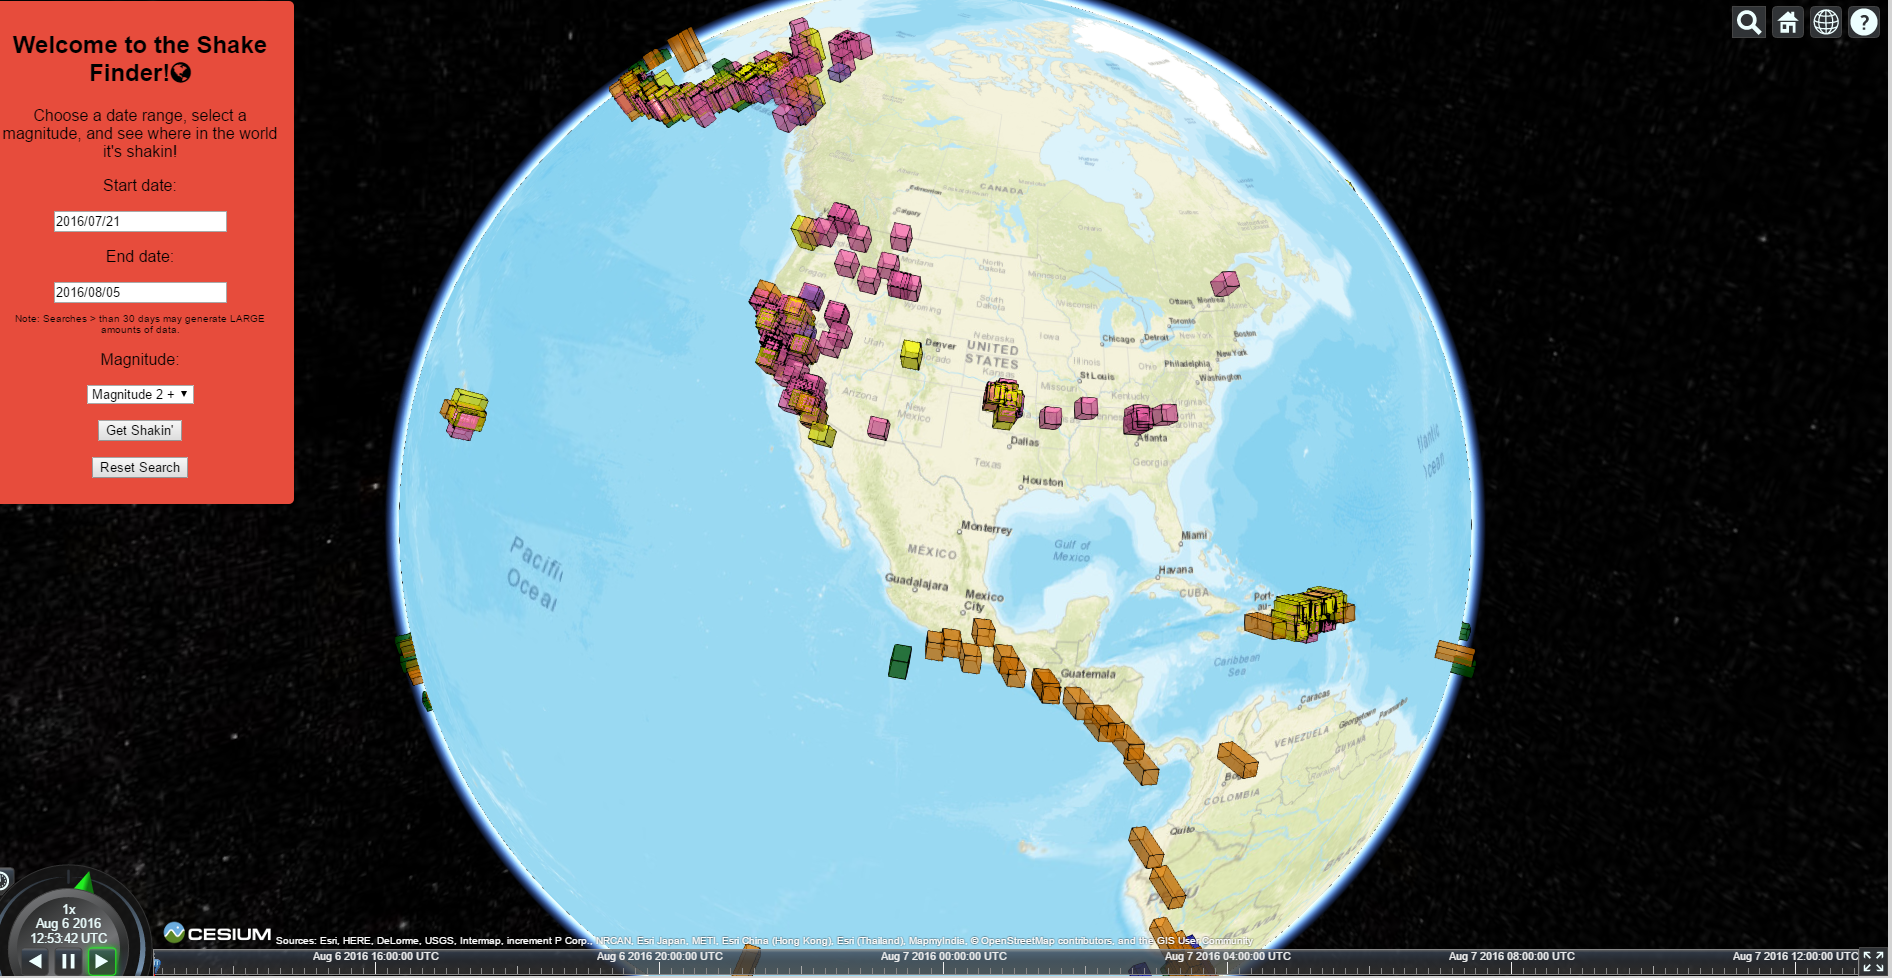 Welcome to the Shake
Finder!
Choose a date range, select a
magnitude, and see where in the world
it's shakin!
Start date:
2016/07/21
End date:
2016/08/05
Note: Searches > than 30 days may generate LARGE
amounts of data.
Magnitude:
Magnitude 2 +
Get Shakin'
Reset Search
CANADA
Edmonton
Calgary
Ontario
Montana
North
Dakota
Minnesota
Oregon
South
Dakota
Wisconsin
Wyoming
Ottawa
Montreal
Toronto
Nebraska
Iowa
Chicago
Detroit
New York
Boston
Utah
Denver
UNITED
STATES
Kansas
Illinois
Ohio
Philadelphia
New York
Washington
St Louis
Missouri
Kentucky
Arizona
New
Mexico
Atlanta
Dallas
Texas
Georgia
Houston
Monterrey
Miami
Gulf of
Mexico
MÉXICO
Havana
CUBA
Guadalajara
Mexico
City
Port-
au-
Pacific
Ocean
Atlantic
Ocean
Guatemala
Caribbean
Sea
Caracas
Georgetown
Paramaribo
VENEZUELA
GUYANA
COLOMBIA
Quito
1x
Aug 6 2016
12:53:42 UTC
CESIUM
Sources: Esri, HERE, DeLorme, USGS, Intermap, increment P Corp., NRCAN, Esri Japan, METI, Esri China (Hong Kong), Esri (Thailand), MapmyIndia, © OpenStreetMap contributors, and the GIS User Community
Aug 6 2016 16:00:00 UTC
Aug 6 2016 20:00:00 UTC
Aug 7 2016 00:00:00 UTC
Aug 7 2016 04:00:00 UTC
Aug 7 2016 08:00:00 UTC
Aug 7 2016 12:00:00 UTC